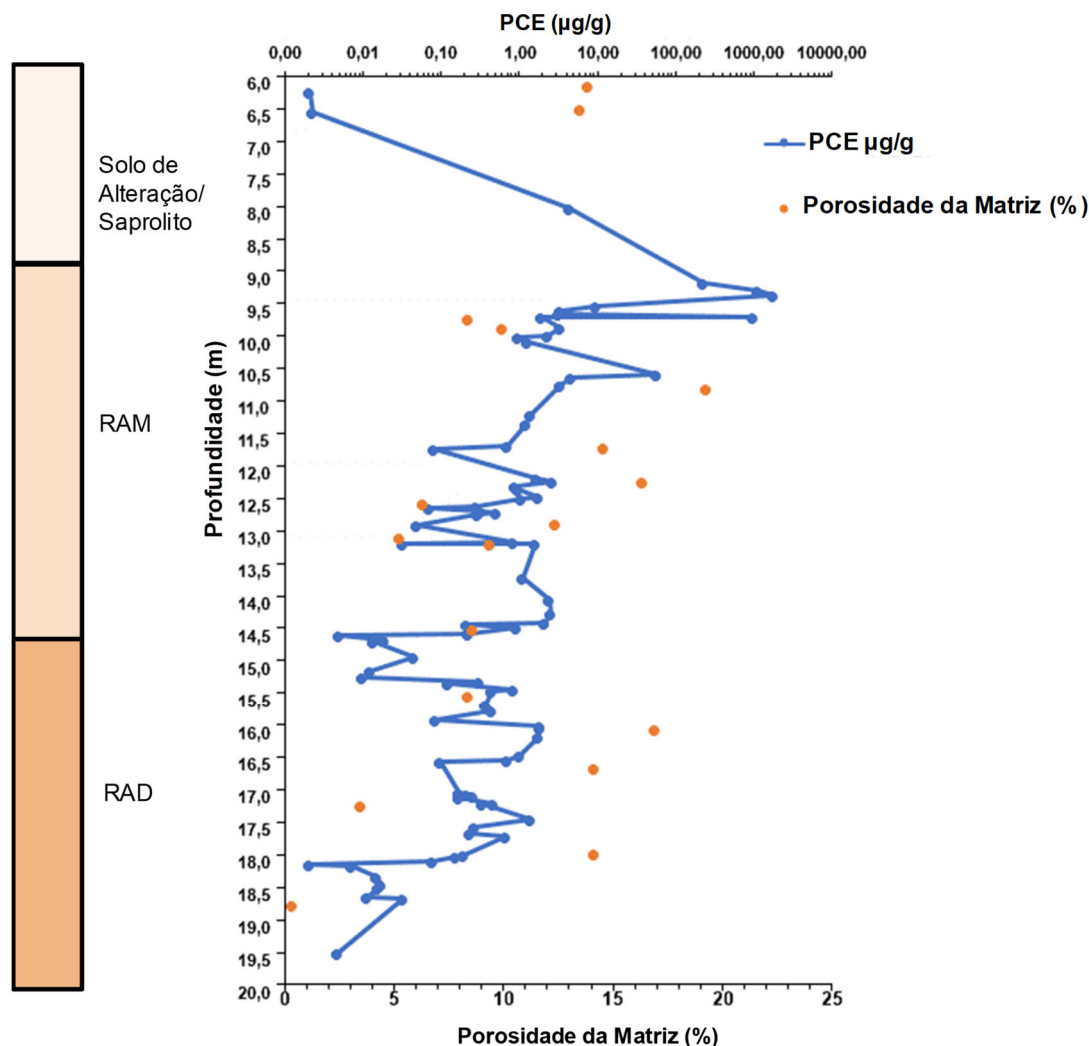 PCE (µg/g)
0,00 0,01 0,10 1,00 10,00 100,00 1000,00 10000,00
6,0
6,5
7,0
7,5
8,0
8,5
9,0
9,5
10,0
10,5
11,0
11,5
12,0
12,5
13,0
13,5
14,0
14,5
15,0
15,5
16,0
16,5
17,0
17,5
18,0
18,5
19,0
19,5
20,0
Profundidade (m)
Solo de
Alteração/
Saprolito
RAM
RAD
PCE µg/g
Porosidade da Matriz (%)
0 5 10 15 20 25
Porosidade da Matriz (%)